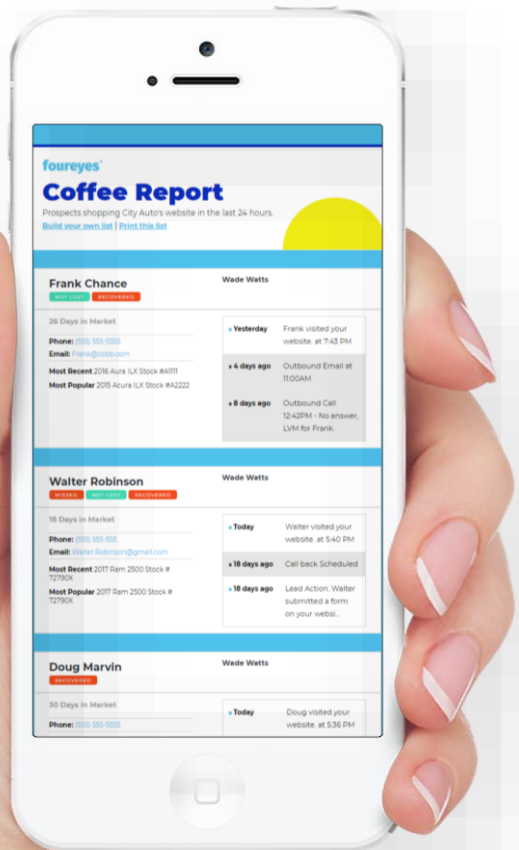 foureyes
Coffee Report
Prospects shopping City Auto's website in the last 24 hours.
Build your own list | Print this list
Frank Chance
NOT LOST RECOVERED
Wade Watts
26 Days in Market
Phone: (555) 555-5555
Email: Frank@ccbb.com
Most Recent 2016 Aura ILX Stock #A1111
Most Popular 2015 Acura ILX Stock #A2222
Yesterday Frank visited your
website. at 7:43 PM
4 days ago Outbound Email at
11:00AM
8 days ago Outbound Call
12:42PM - No answer,
LVM for Frank.
Walter Robinson
MISSED NOT LOST RECOVERED
Wade Watts
18 Days in Market
Phone: (555) 555-555
Email: Walter.Robinson@gmail.com
Most Recent 2017 Ram 2500 Stock #
72790X
Most Popular 2017 Ram 2500 Stock #
72790X
Today Walter visited your
website. at 5:40 PM
18 days ago Call back Scheduled
18 days ago Lead Action. Walter
submitted a form
on your websi...
Doug Marvin
RECOVERED
Wade Watts
30 Days in Market
Phone: (555) 555-5555
Today Doug visited your
website. at 5:36 PM